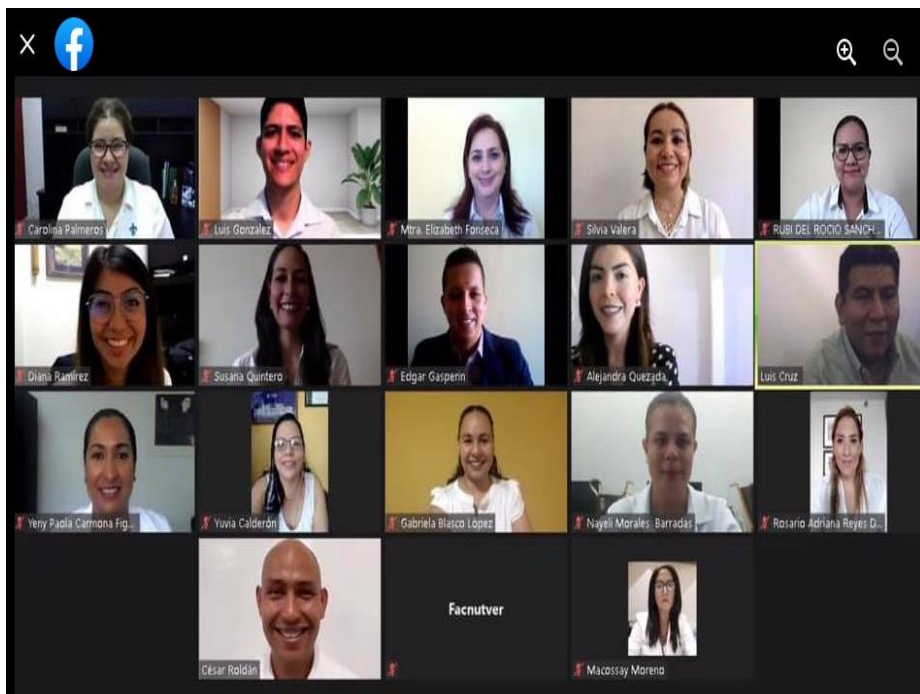 Carolina Palmeros
Luis González
Mtra. Elizabeth Fonseca
Silvia Valera
RUBI DEL ROCIO SANCH...
Diana Ramírez
Susana Quintero
Edgar Gasperin
Alejandra Quezada
Luis Cruz
Yeny Paola Carmona Fig...
Yuvia Calderón
Gabriela Blasco López
Nayeli Morales Barradas
Rosario Adriana Reyes D...
César Roldán
Facnutver
Macossay Moreno